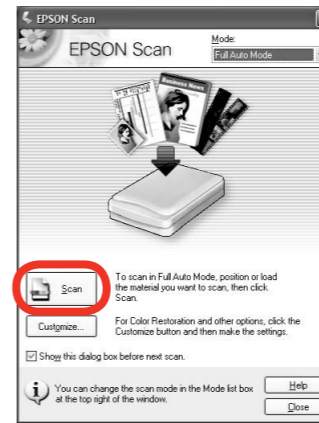 EPSON Scan
EPSON Scan
Mode:
Full Auto Mode
Business News
Scan
To scan in Full Auto Mode, position or load
the material you want to scan, then click
Scan.
Customize...
For Color Restoration and other options, click the
Customize button and then make the settings.
Show this dialog box before next scan.
You can change the scan mode in the Mode list box
at the top right of the window.
Help
Close